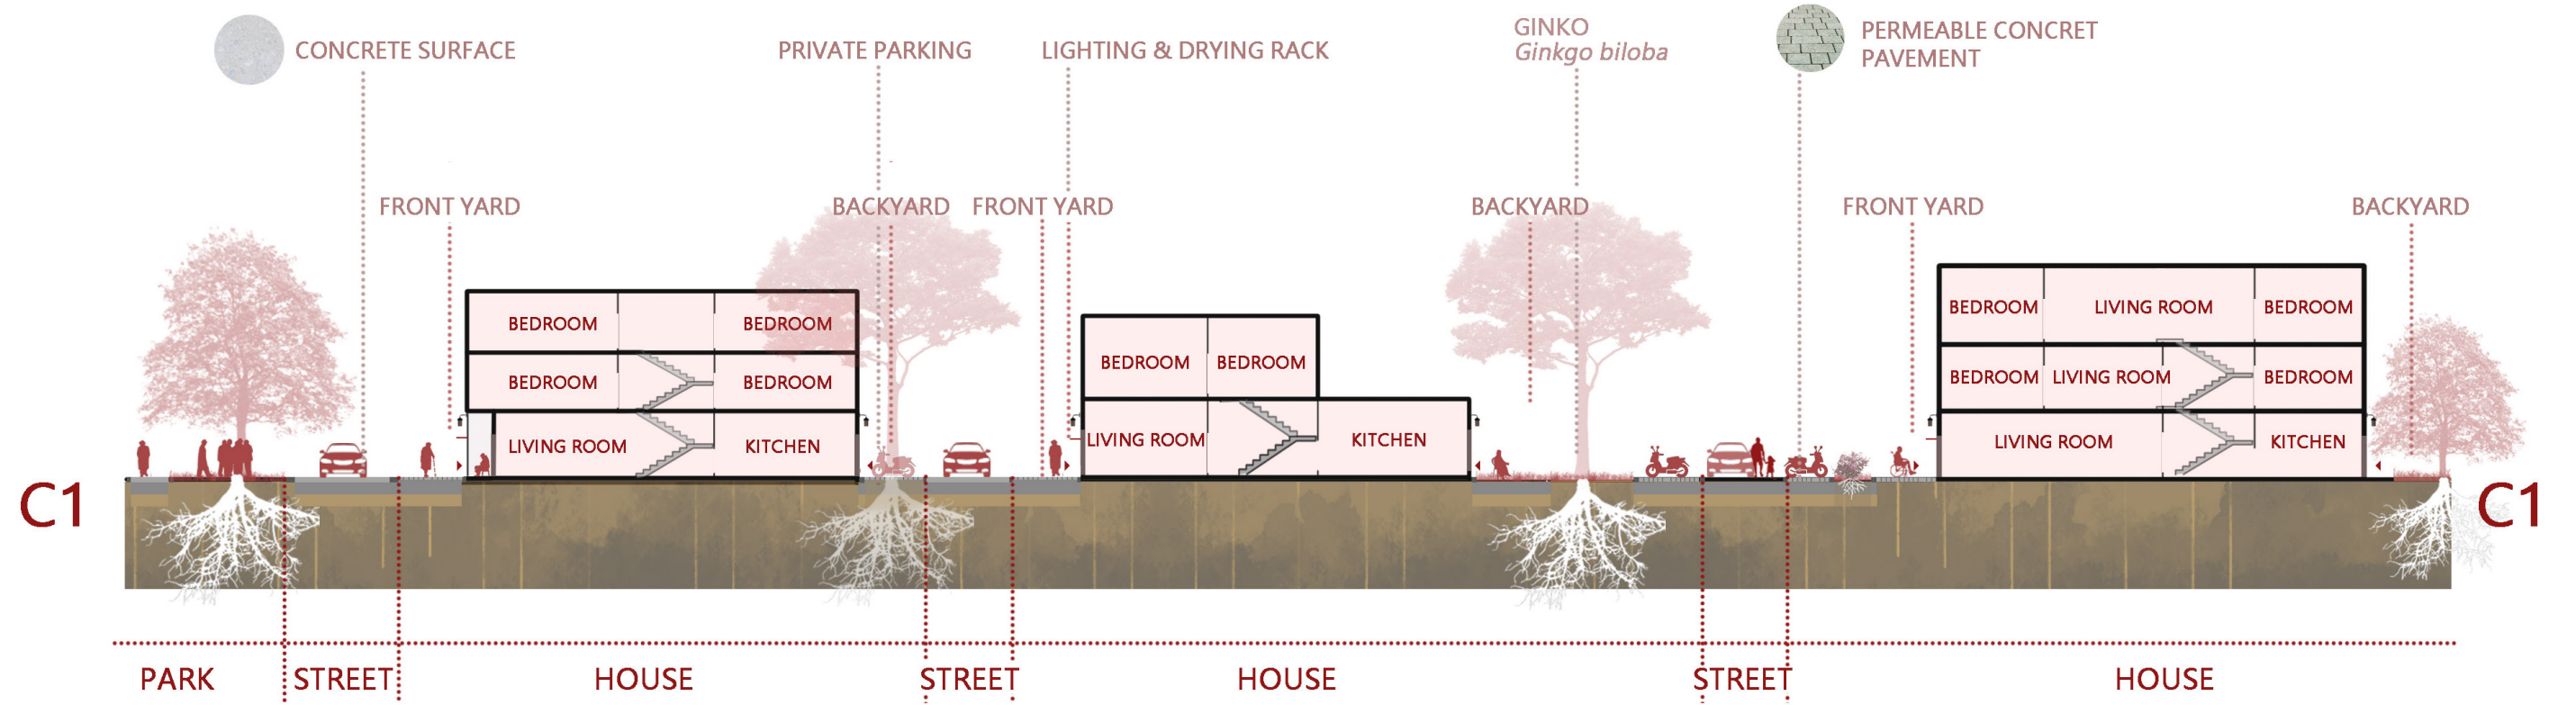 CONCRETE SURFACE
PRIVATE PARKING
LIGHTING & DRYING RACK
GINKO
Ginkgo biloba
PERMEABLE CONCRET
PAVEMENT
FRONT YARD
BACKYARD
FRONT YARD
BACKYARD
FRONT YARD
BACKYARD
BEDROOM
BEDROOM
BEDROOM
BEDROOM
LIVING ROOM
KITCHEN
BEDROOM
BEDROOM
LIVING ROOM
KITCHEN
BEDROOM
LIVING ROOM
BEDROOM
BEDROOM
LIVING ROOM
BEDROOM
LIVING ROOM
KITCHEN
C1
C1
PARK
STREET
HOUSE
STREET
HOUSE
STREET
HOUSE